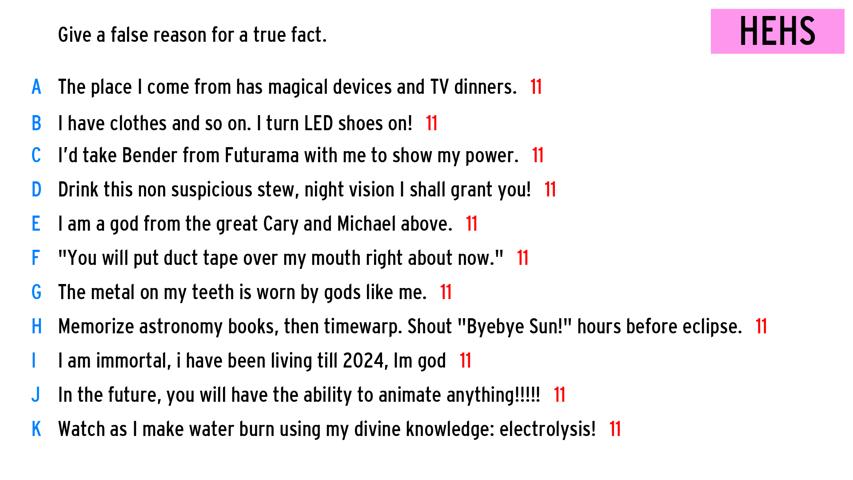 Give a false reason for a true fact.
HEHS
A The place I come from has magical devices and TV dinners. 11
B I have clothes and so on. I turn LED shoes on! 11
C I'd take Bender from Futurama with me to show my power. 11
D Drink this non suspicious stew, night vision I shall grant you! 11
E I am a god from the great Cary and Michael above. 11
F "You will put duct tape over my mouth right about now." 11
G The metal on my teeth is worn by gods like me. 11
H Memorize astronomy books, then timewarp. Shout "Byebye Sun!" hours before eclipse. 11
I I am immortal, i have been living till 2024, Im god 11
J In the future, you will have the ability to animate anything!!!!! 11
K Watch as I make water burn using my divine knowledge: electrolysis! 11